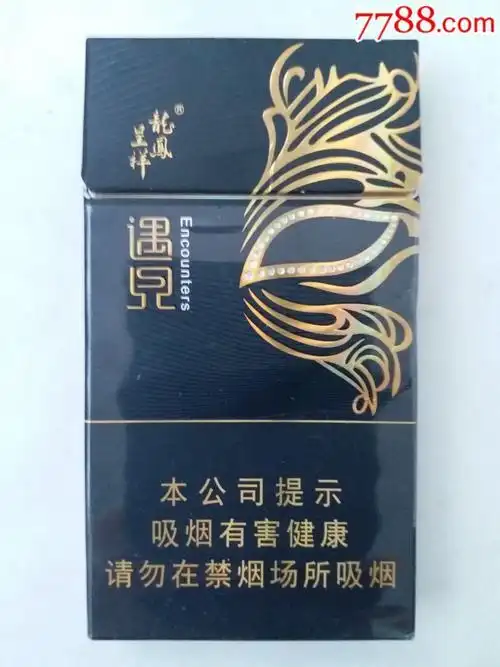 7788.com
龍鳳®
呈祥
遇見
Encounters
本公司提示
吸烟有害健康
请勿在禁烟场所吸烟